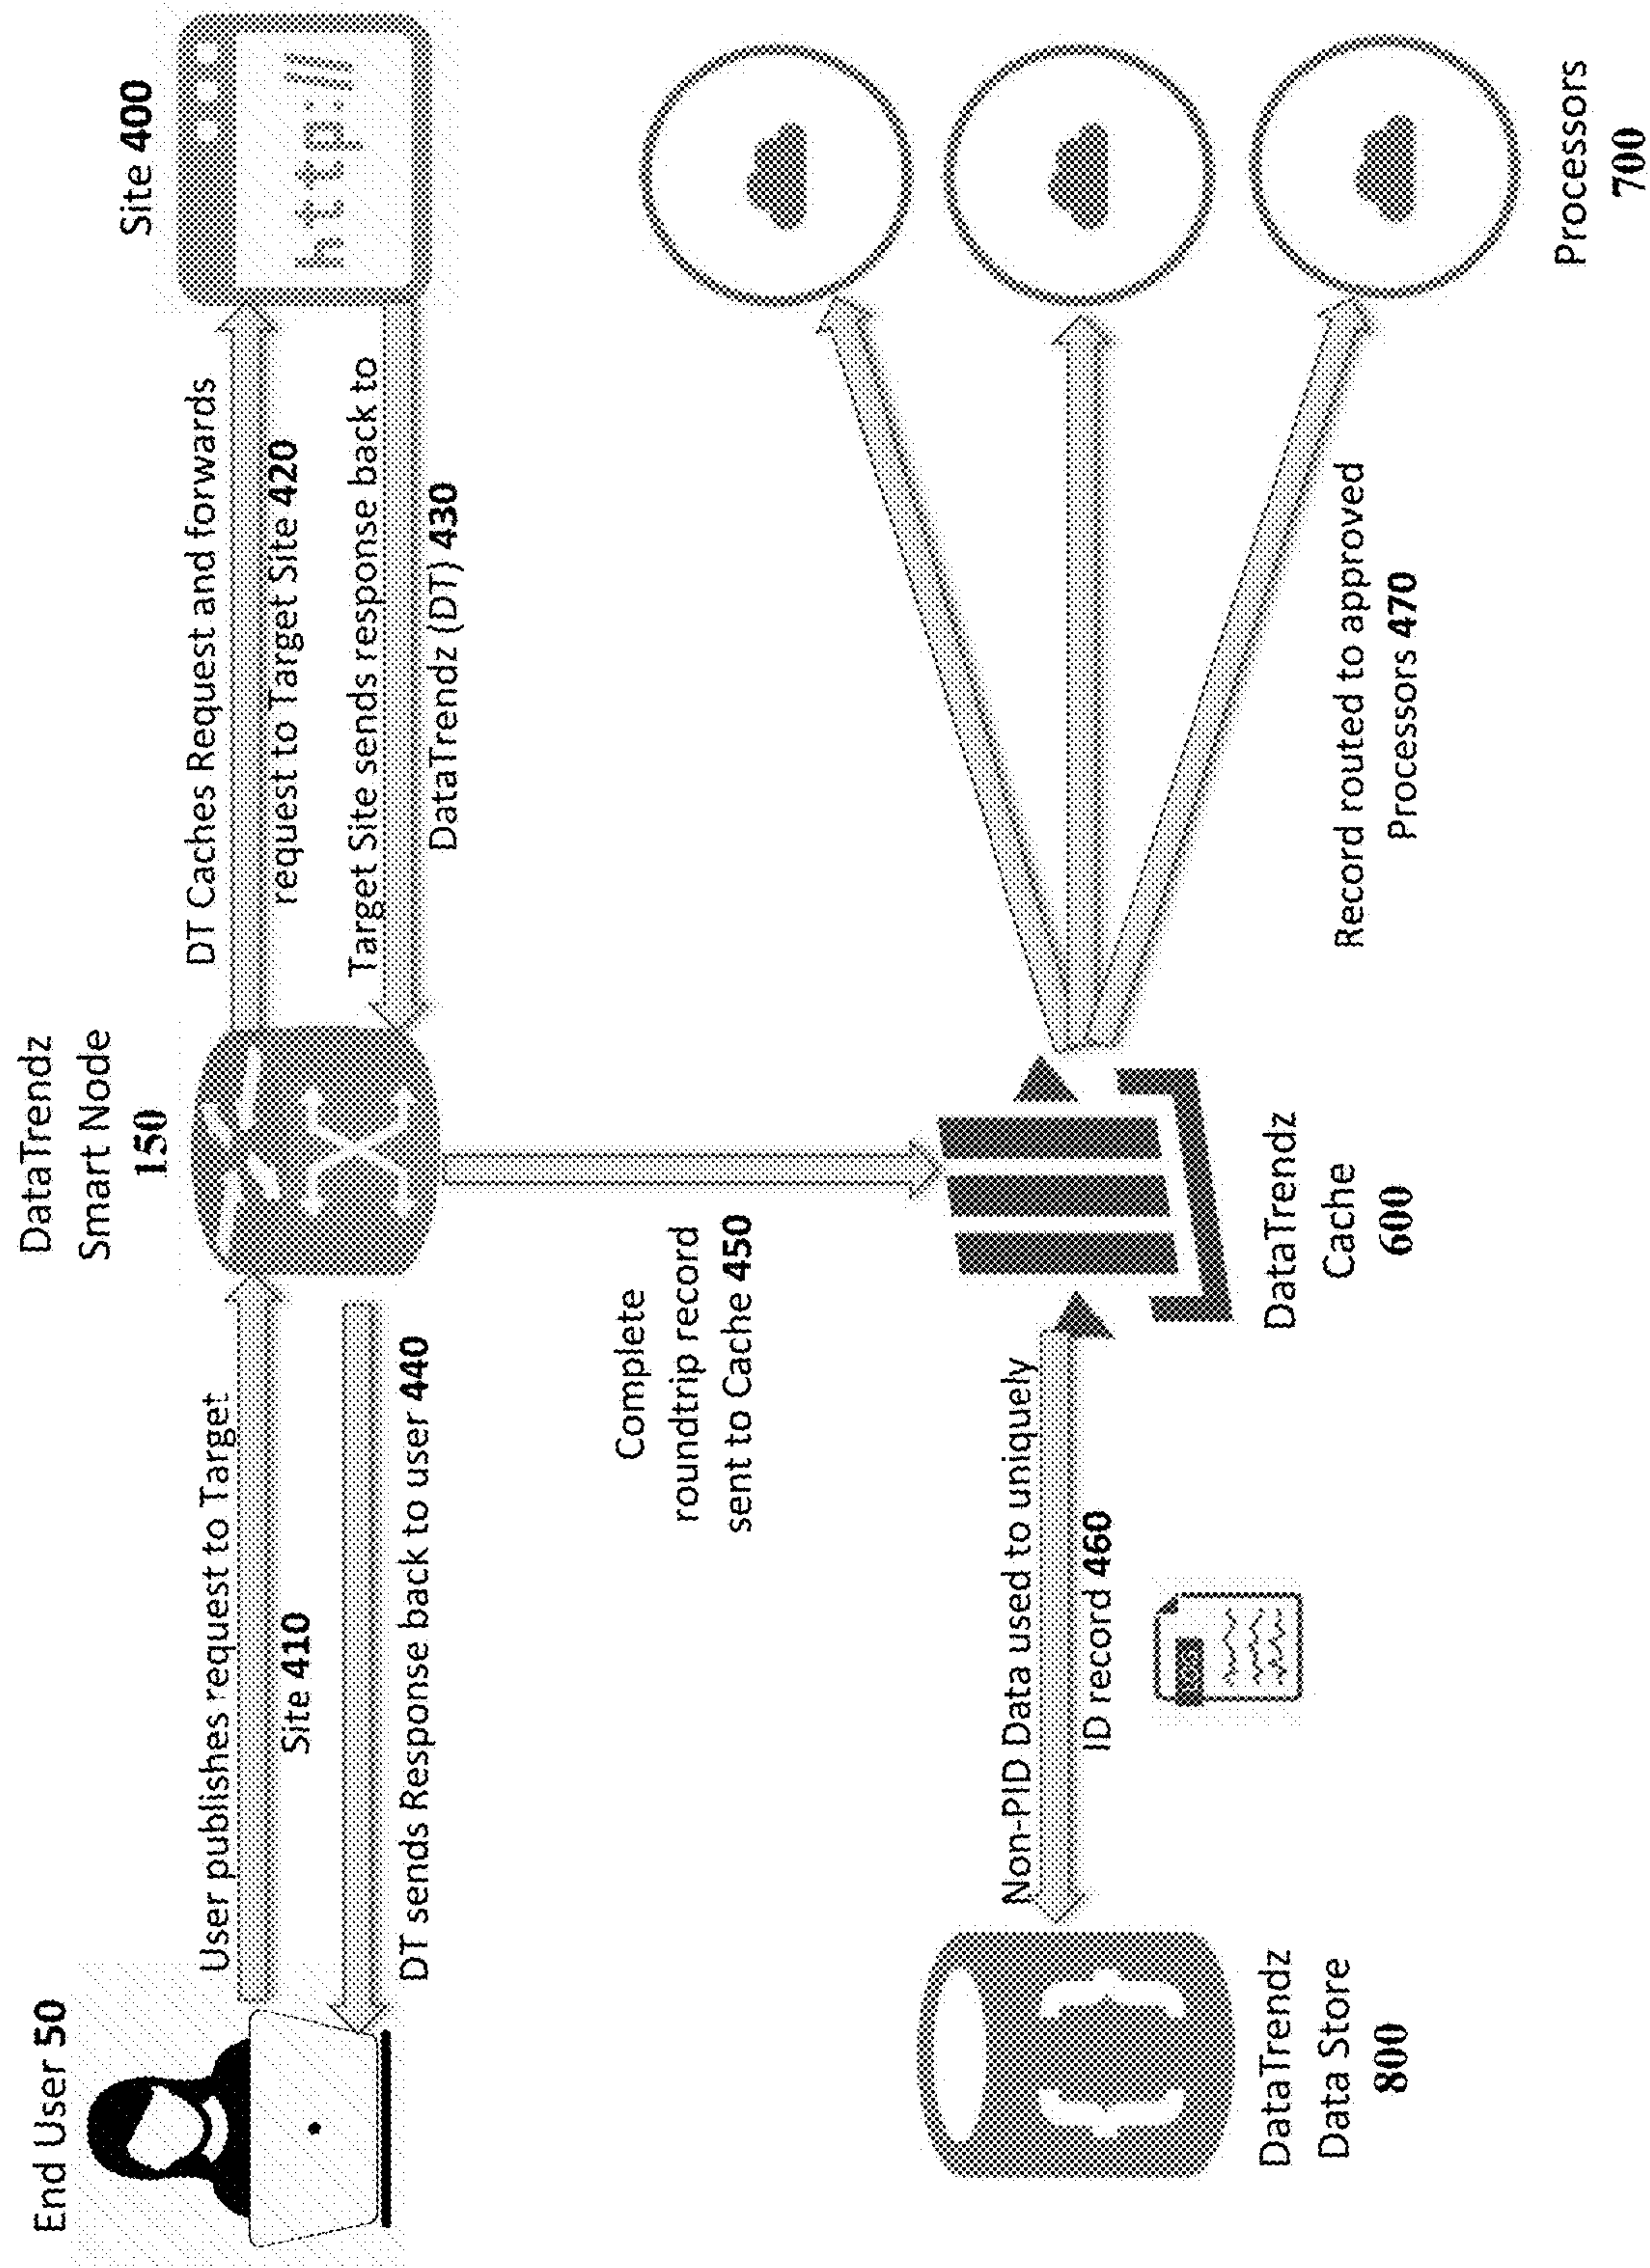 End User 50
User publishes request to Target
Site 410
DT sends Response back to user 440
DataTrendz
Smart Node
150
DT Caches Request and forwards
request to Target Site 420
Target Site sends response back to
DataTrendz (DT) 430
Site 400
http://
Complete
roundtrip record
sent to Cache 450
DataTrendz
Data Store
800
Non-PID Data used to uniquely
ID record 460
DataTrendz
Cache
600
Record routed to approved
Processors 470
Processors
700